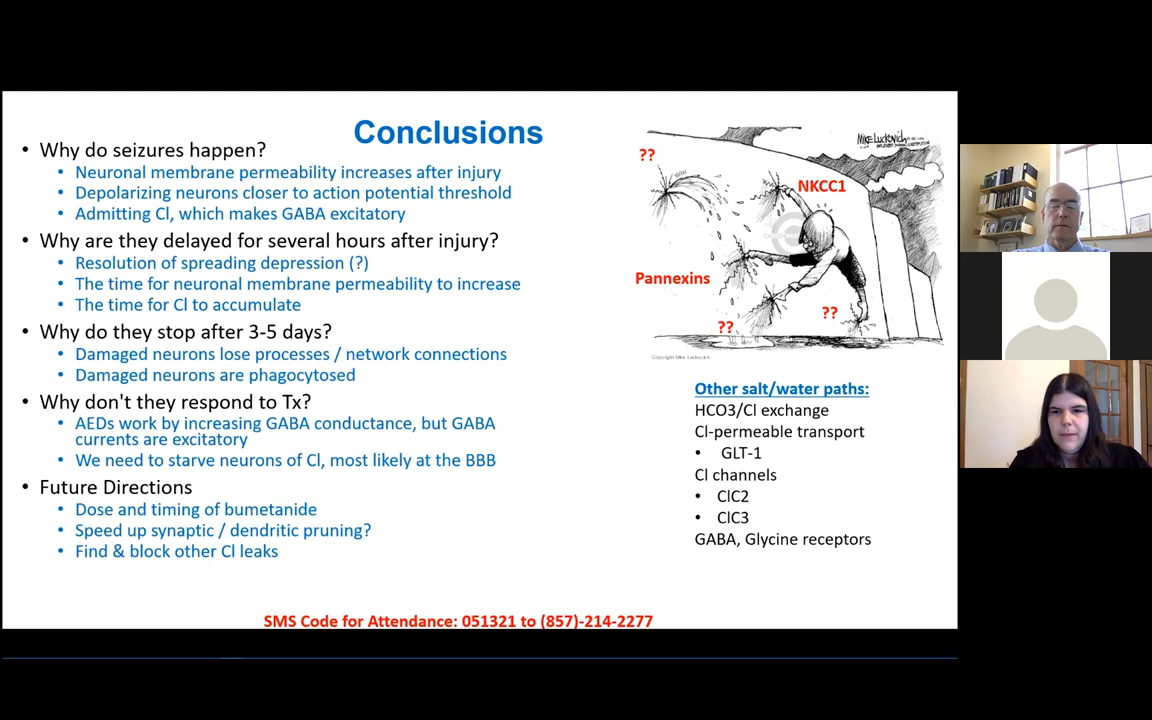 Conclusions
• Why do seizures happen?
• Neuronal membrane permeability increases after injury
• Depolarizing neurons closer to action potential threshold
• Admitting Cl, which makes GABA excitatory
• Why are they delayed for several hours after injury?
• Resolution of spreading depression (?)
• The time for neuronal membrane permeability to increase
• The time for Cl to accumulate
• Why do they stop after 3-5 days?
• Damaged neurons lose processes / network connections
• Damaged neurons are phagocytosed
• Why don't they respond to Tx?
• AEDs work by increasing GABA conductance, but GABA
currents are excitatory
• We need to starve neurons of Cl, most likely at the BBB
• Future Directions
• Dose and timing of bumetanide
• Speed up synaptic / dendritic pruning?
• Find & block other Cl leaks
Mike Luckovich
??
NKCC1
Pannexins
??
??
Copyright Mike Luckovich
Other salt/water paths:
HCO3/Cl exchange
Cl-permeable transport
• GLT-1
Cl channels
• ClC2
• ClC3
GABA, Glycine receptors
SMS Code for Attendance: 051321 to (857)-214-2277